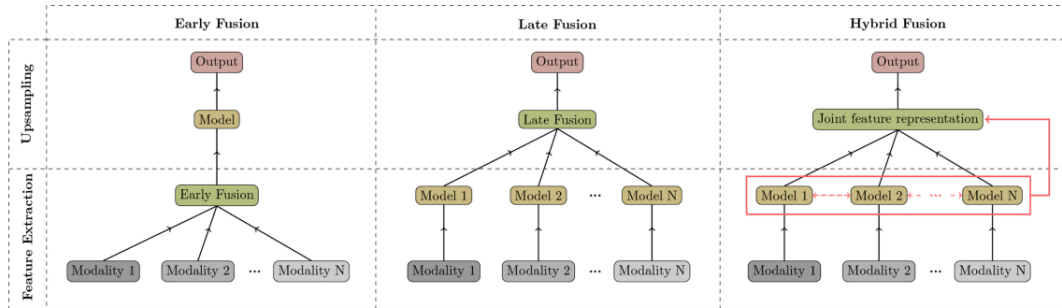 Early Fusion
Late Fusion
Hybrid Fusion
Upsampling
Output
Model
Output
Late Fusion
Output
Joint feature representation
Feature Extraction
Early Fusion
Modality 1
Modality 2
...
Modality N
Model 1
Model 2
...
Model N
Modality 1
Modality 2
...
Modality N
Model 1
Model 2
...
Model N
Modality 1
Modality 2
...
Modality N